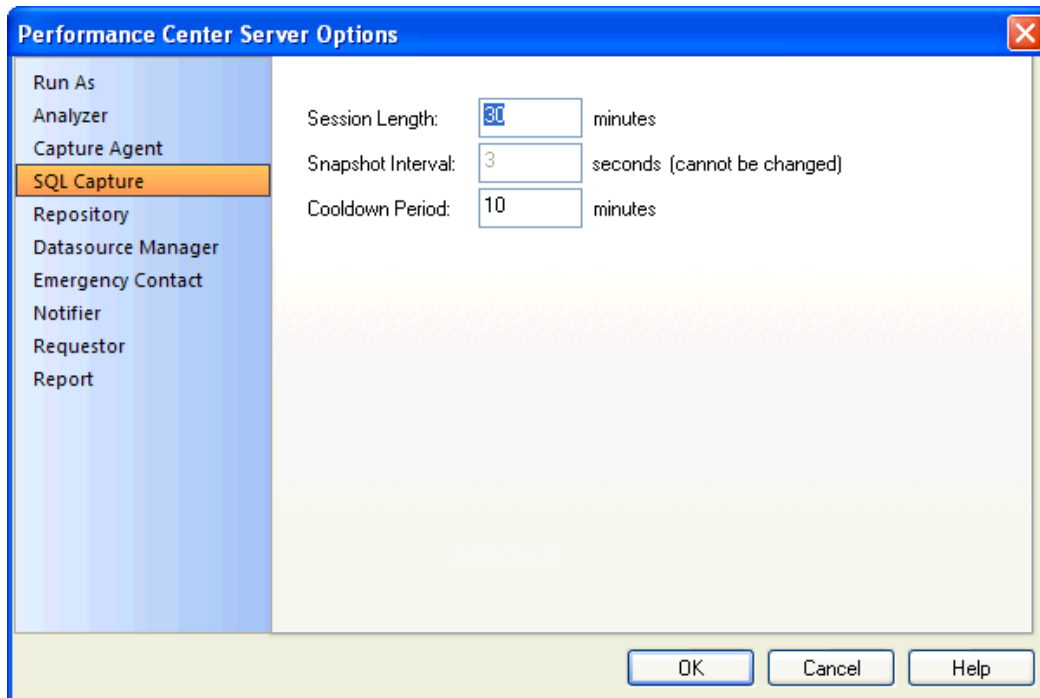 Performance Center Server Options
Run As
Analyzer
Capture Agent
SQL Capture
Repository
Datasource Manager
Emergency Contact
Notifier
Requestor
Report
Session Length: 30 minutes
Snapshot Interval: 3 seconds (cannot be changed)
Cooldown Period: 10 minutes
OK Cancel Help